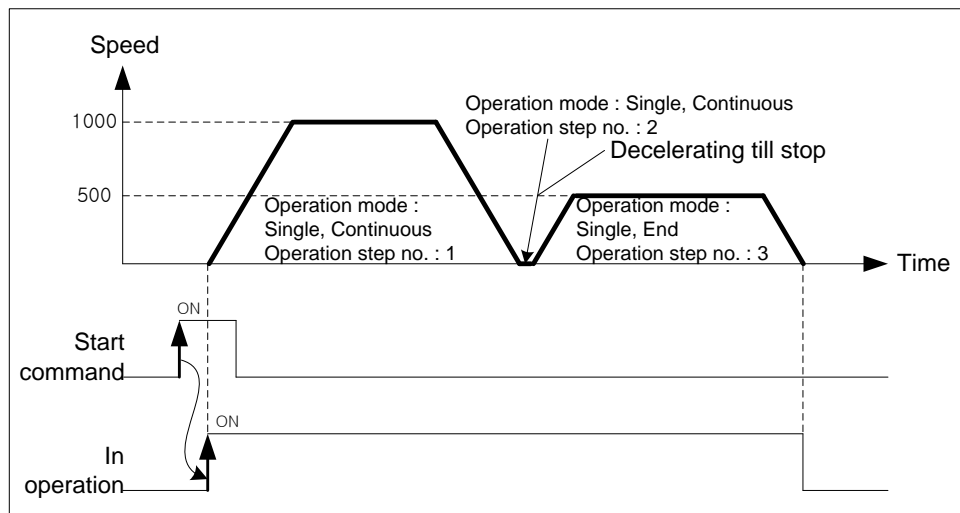 Speed
Operation mode : Single, Continuous
Operation step no. : 2
1000
Decelerating till stop
500
Operation mode :
Single, Continuous
Operation step no. : 1
Operation mode :
Single, End
Operation step no. : 3
Time
ON
Start
command
ON
In
operation